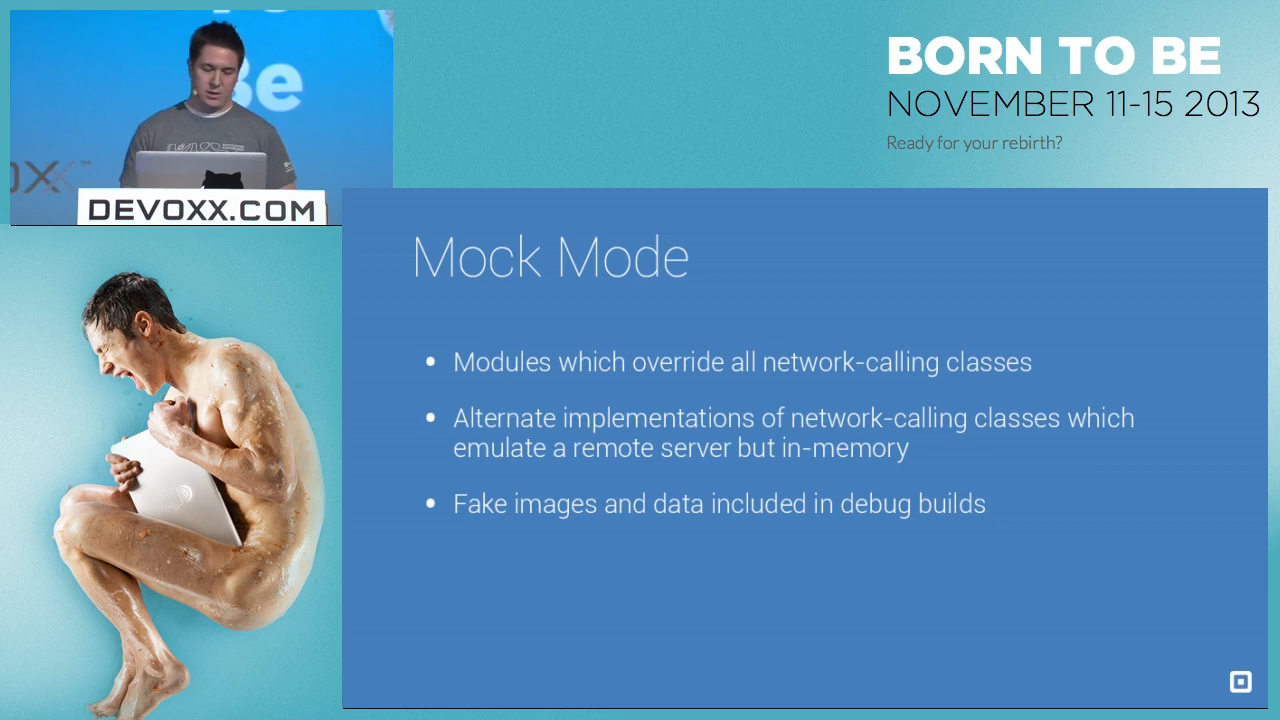 Be
OX
DEVOXX.COM
BORN TO BE
NOVEMBER 11-15 2013
Ready for your rebirth?
Mock Mode
• Modules which override all network-calling classes
• Alternate implementations of network-calling classes which
emulate a remote server but in-memory
• Fake images and data included in debug builds